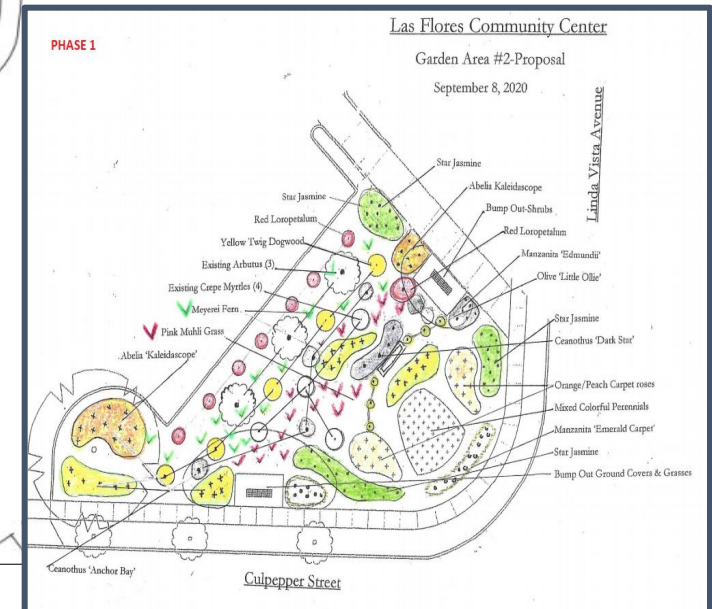 PHASE 1
Las Flores Community Center
Garden Area #2-Proposal
September 8, 2020
Linda Vista Avenue
Star Jasmine
Abelia Kaleidascope
Bump Out-Shrubs
Red Loropetalum
Manzanita 'Edmundii'
Olive 'Little Ollie'
Star Jasmine
Ceanothus 'Dark Star'
Orange/Peach Carpet roses
Mixed Colorful Perennials
Manzanita 'Emerald Carpet'
Star Jasmine
Bump Out Ground Covers & Grasses
Star Jasmine
Red Loropetalum
Yellow Twig Dogwood
Existing Arbutus (3)
Existing Crepe Myrtles (4)
Meyerei Fern
Pink Muhli Grass
Abelia 'Kaleidascope'
Ceanothus 'Anchor Bay'
Culpepper Street